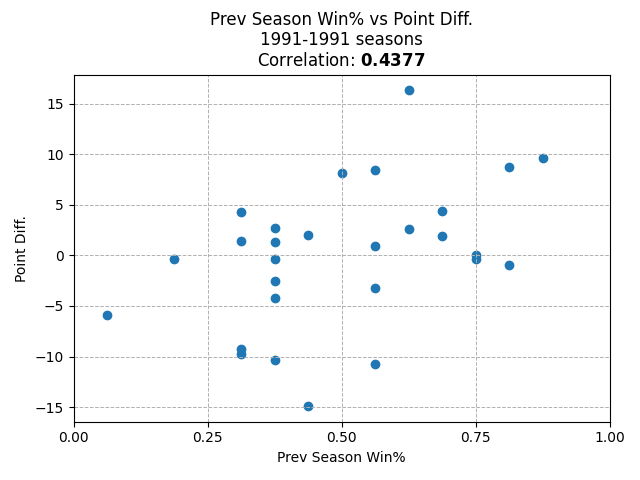 Prev Season Win% vs Point Diff.
1991-1991 seasons
Correlation: 0.4377
15
10
5
0
−5
−10
−15
Point Diff.
0.00 0.25 0.50 0.75 1.00
Prev Season Win%